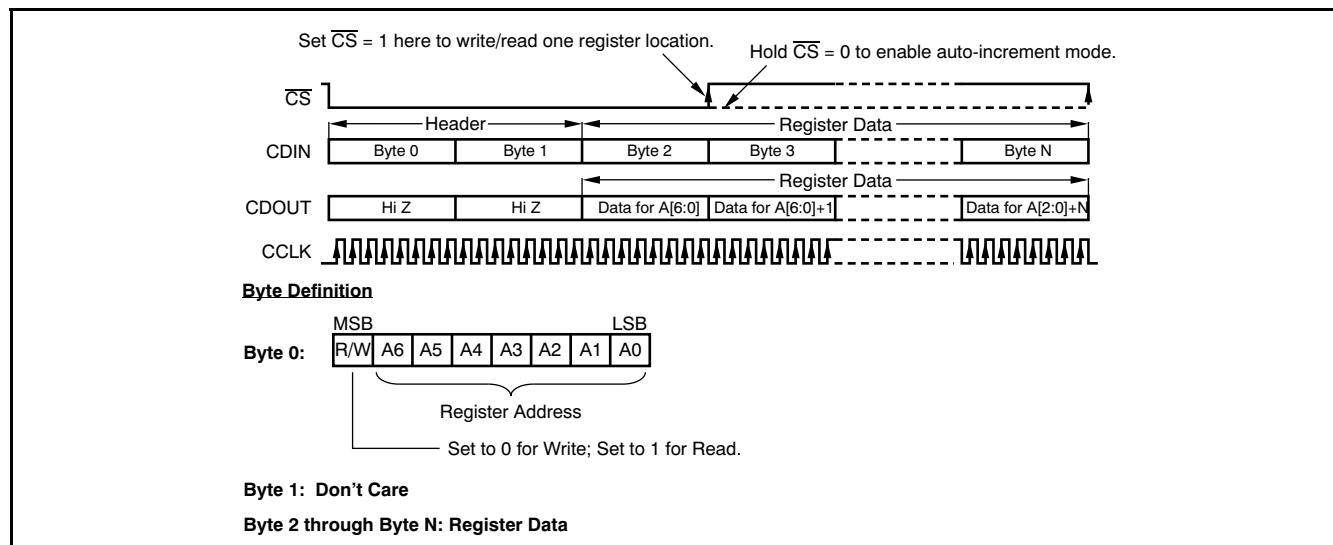 Set CS = 1 here to write/read one register location.
Hold CS = 0 to enable auto-increment mode.
CS
Header
Register Data
CDIN
Byte 0
Byte 1
Byte 2
Byte 3
Byte N
Register Data
CDOUT
Hi Z
Hi Z
Data for A[6:0]
Data for A[6:0]+1
Data for A[2:0]+N
CCLK
Byte Definition
MSB
LSB
Byte 0:
R/W
A6
A5
A4
A3
A2
A1
A0
Register Address
Set to 0 for Write; Set to 1 for Read.
Byte 1: Don't Care
Byte 2 through Byte N: Register Data